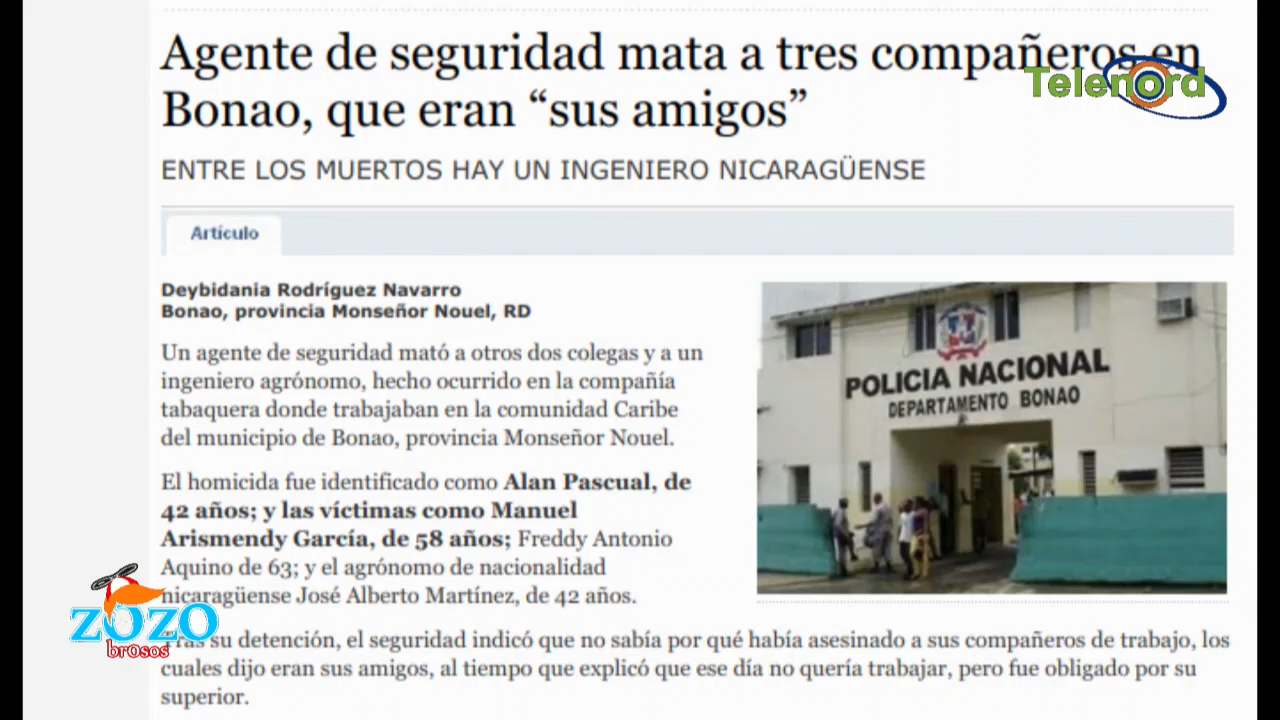 Agente de seguridad mata a tres compañeros en
Telenord
Bonao, que eran “sus amigos”
ENTRE LOS MUERTOS HAY UN INGENIERO NICARAGÜENSE
Artículo
Deybidania Rodríguez Navarro
Bonao, provincia Monseñor Nouel, RD
Un agente de seguridad mató a otros dos colegas y a un
ingeniero agrónomo, hecho ocurrido en la compañía
tabaquera donde trabajaban en la comunidad Caribe
del municipio de Bonao, provincia Monseñor Nouel.
El homicida fue identificado como Alan Pascual, de
42 años; y las víctimas como Manuel
Arismendy García, de 58 años; Freddy Antonio
Aquino de 63; y el agrónomo de nacionalidad
nicaragüense José Alberto Martínez, de 42 años.
POLICIA NACIONAL
DEPARTAMENTO BONAO
ZOZO
brosos
Tras su detención, el seguridad indicó que no sabía por qué había asesinado a sus compañeros de trabajo, los
cuales dijo eran sus amigos, al tiempo que explicó que ese día no quería trabajar, pero fue obligado por su
superior.